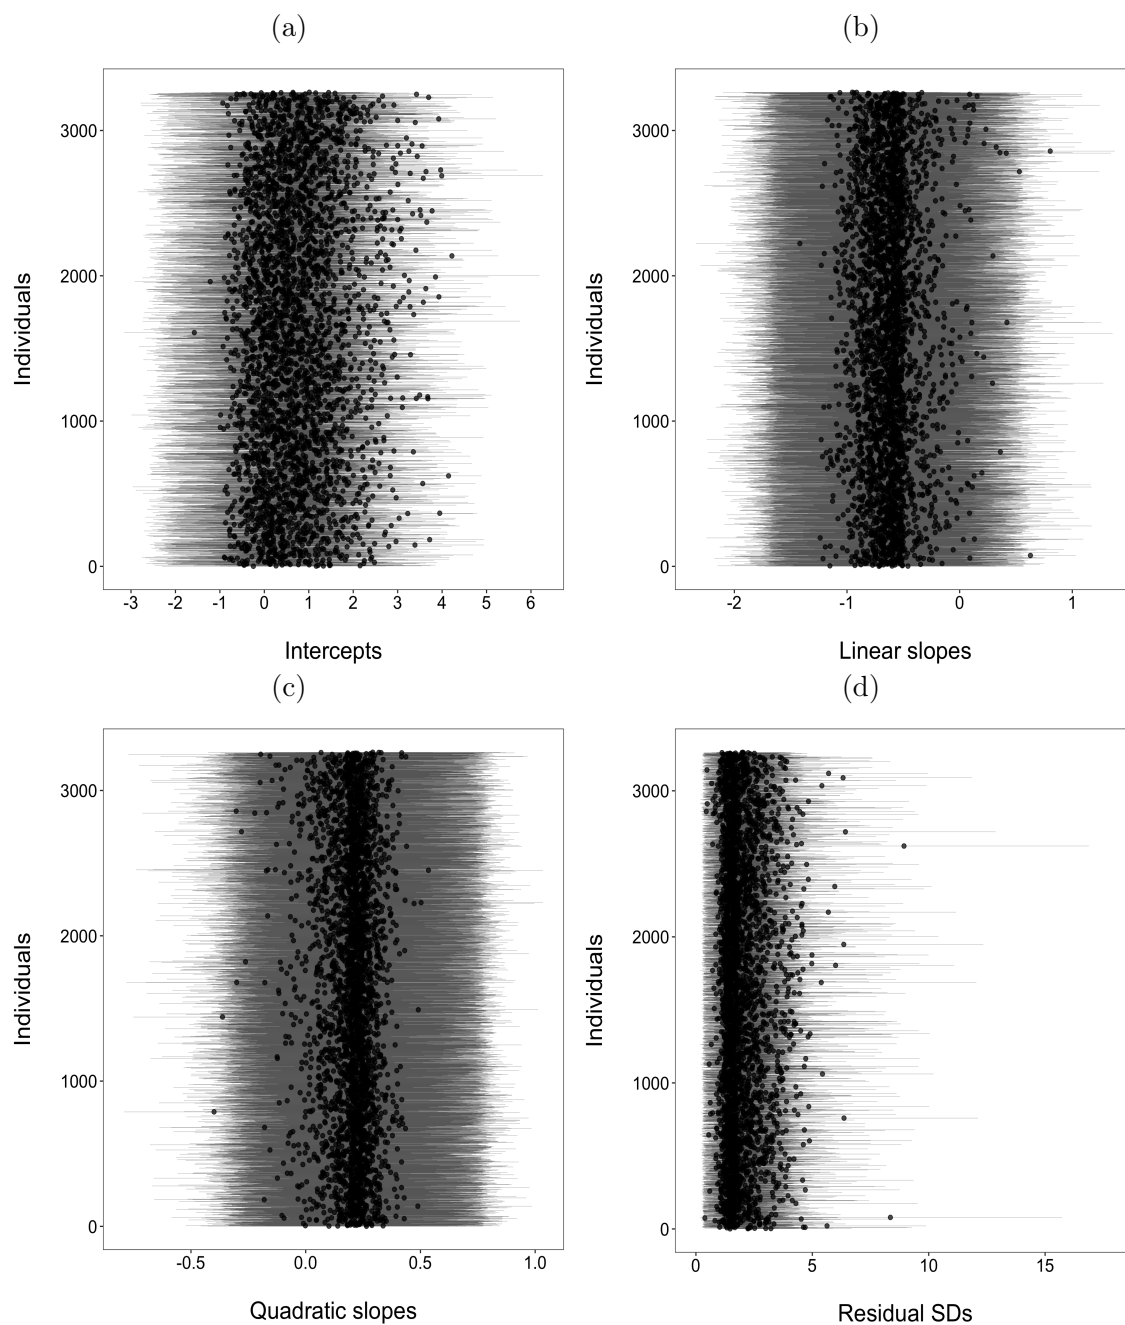 (a)
(b)
3000
2000
1000
0
Individuals
-3 -2 -1 0 1 2 3 4 5 6
Intercepts
3000
2000
1000
0
Individuals
-2 -1 0 1
Linear slopes
(c)
(d)
3000
2000
1000
0
Individuals
-0.5 0.0 0.5 1.0
Quadratic slopes
3000
2000
1000
0
Individuals
0 5 10 15
Residual SDs